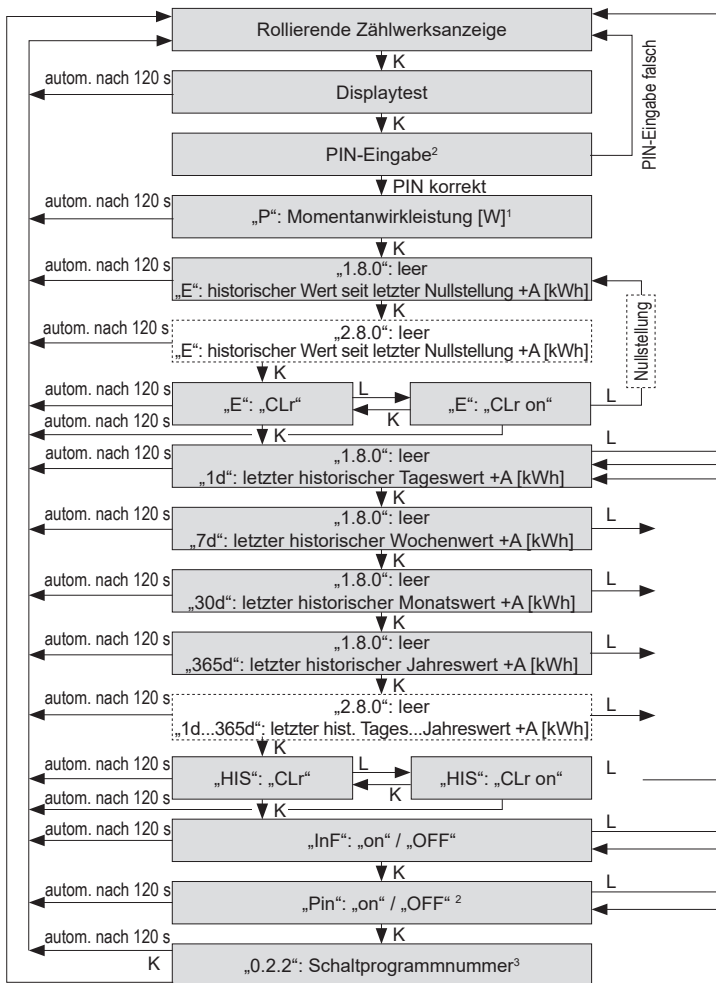 Rollierende Zählwerksanzeige
K
autom. nach 120 s
Displaytest
K
PIN-Eingabe falsch
PIN-Eingabe²
PIN korrekt
autom. nach 120 s
„P“: Momentanwirkleistung [W]¹
K
autom. nach 120 s
„1.8.0“: leer
„E“: historischer Wert seit letzter Nullstellung +A [kWh]
K
Nullstellung
autom. nach 120 s
„2.8.0“: leer
„E“: historischer Wert seit letzter Nullstellung +A [kWh]
K
autom. nach 120 s
„E“: „CLr“
L
K
„E“: „CLr on“
L
autom. nach 120 s
K
L
autom. nach 120 s
„1.8.0“: leer
„1d“: letzter historischer Tageswert +A [kWh]
K
autom. nach 120 s
„1.8.0“: leer
„7d“: letzter historischer Wochenwert +A [kWh]
L
K
autom. nach 120 s
„1.8.0“: leer
„30d“: letzter historischer Monatswert +A [kWh]
L
K
autom. nach 120 s
„1.8.0“: leer
„365d“: letzter historischer Jahreswert +A [kWh]
L
K
autom. nach 120 s
„2.8.0“: leer
„1d...365d“: letzter hist. Tages...Jahreswert +A [kWh]
L
K
autom. nach 120 s
„HIS“: „CLr“
L
K
„HIS“: „CLr on“
L
autom. nach 120 s
K
autom. nach 120 s
„InF“: „on“ / „OFF“
L
K
autom. nach 120 s
„Pin“: „on“ / „OFF“ ²
L
K
autom. nach 120 s
K
„0.2.2“: Schaltprogrammnummer³